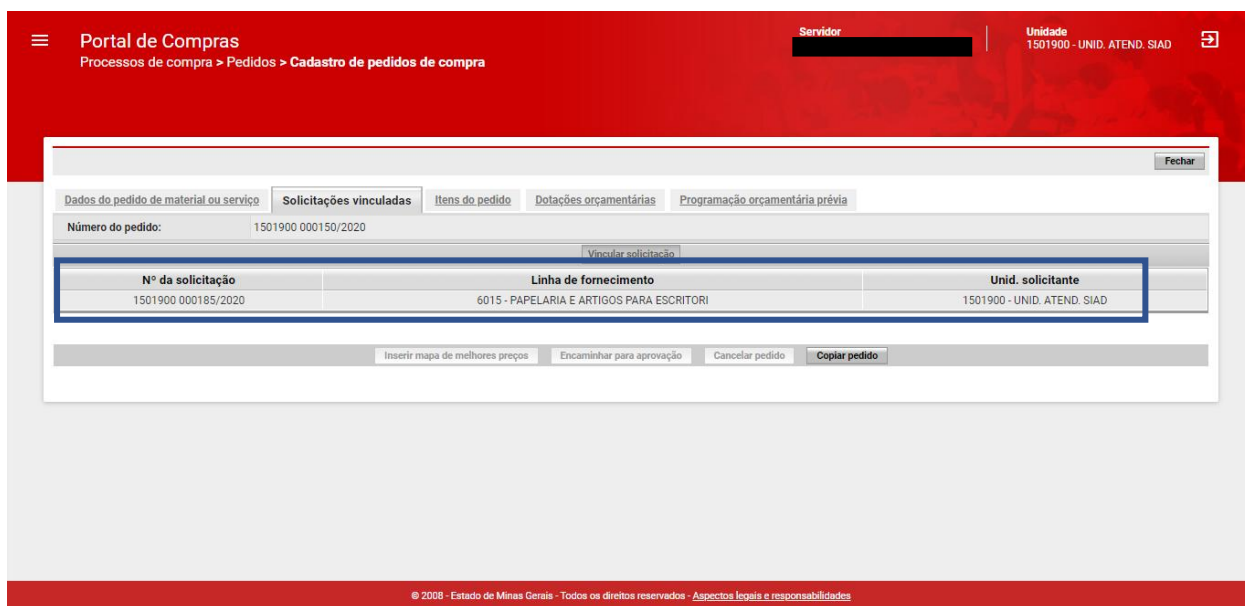 Portal de Compras
Processos de compra > Pedidos > Cadastro de pedidos de compra
Servidor
Unidade
1501900 - UNID. ATEND. SIAD
Fechar
Dados do pedido de material ou serviço Solicitações vinculadas Itens do pedido Dotações orçamentárias Programação orçamentária prévia
Número do pedido: 1501900 000150/2020
Vincular solicitação
Nº da solicitação Linha de fornecimento Unid. solicitante
1501900 000185/2020 6015 - PAPELARIA E ARTIGOS PARA ESCRITORI 1501900 - UNID. ATEND. SIAD
Inserir mapa de melhores preços Encaminhar para aprovação Cancelar pedido Copiar pedido
© 2008 - Estado de Minas Gerais - Todos os direitos reservados - Aspectos legais e responsabilidades